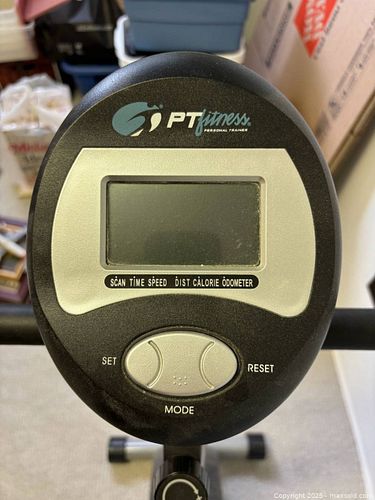 PTfitness®
PERSONAL TRAINER
SCAN TIME SPEED DIST CALORIE ODOMETER
SET
RESET
MODE
Copyright 2025 - maxsold.com